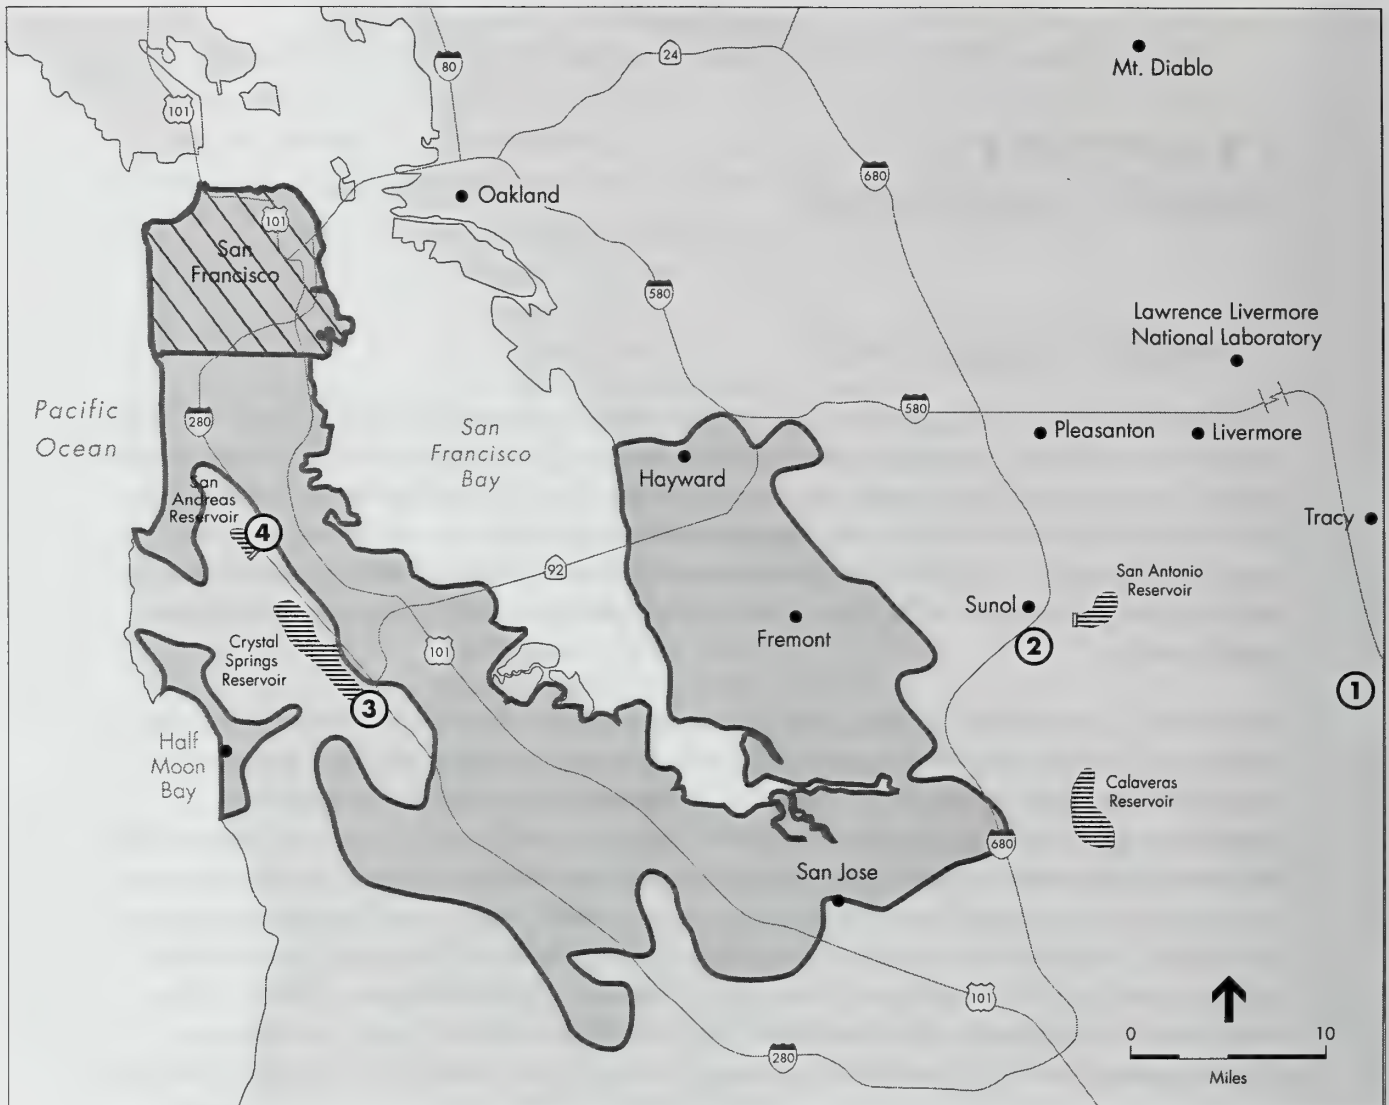 80
24
Mt. Diablo
101
680
Oakland
101
San
Francisco
580
Lawrence Livermore
National Laboratory
Pacific
Ocean
280
San
Francisco
Bay
580
Pleasanton
Livermore
Hayward
San
Andreas
Reservoir
4
Tracy
92
San Antonio
Reservoir
Sunol
Fremont
Crystal
Springs
Reservoir
101
2
1
3
Half
Moon
Bay
Calaveras
Reservoir
680
San Jose
101
280
0 10
Miles